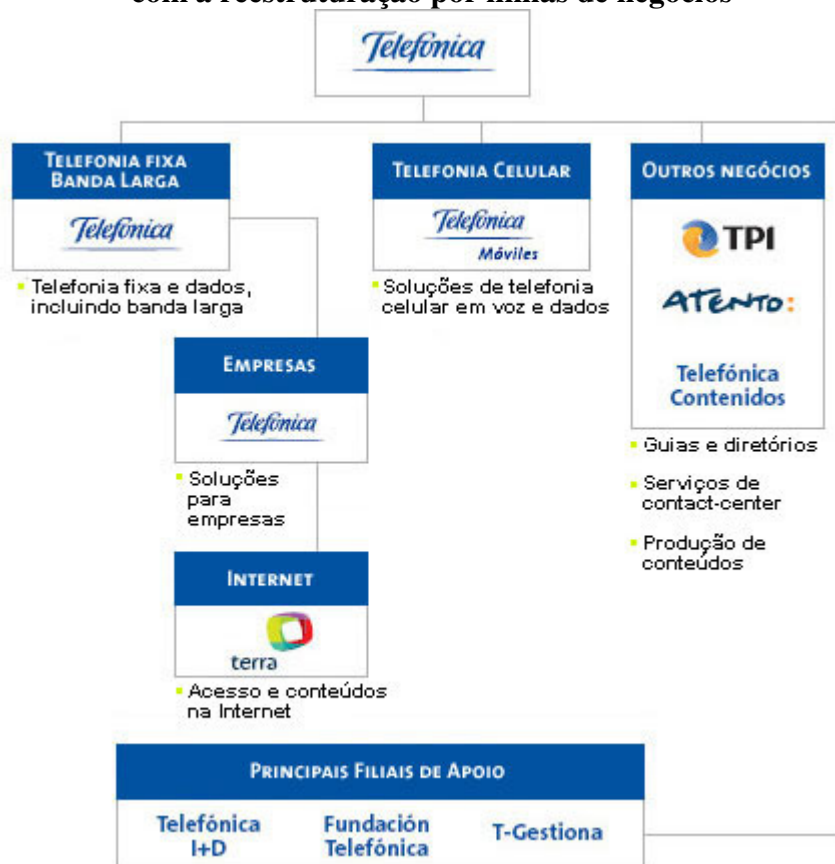 com a reestruturação por linhas de negócios
Telefónica
TELEFONIA FIXA
BANDA LARGA
Telefónica
Telefonia fixa e dados,
incluindo banda larga
EMPRESAS
Telefónica
Soluções
para
empresas
INTERNET
terra
Acesso e conteúdos
na Internet
TELEFONIA CELULAR
Telefónica
Móviles
Soluções de telefonia
celular em voz e dados
OUTROS NEGÓCIOS
TPI
ATENTO:
Telefónica
Contenidos
Guias e diretórios
Serviços de
contact-center
Produção de
conteúdos
PRINCIPAIS FILIAIS DE APOIO
Telefónica
I+D
Fundación
Telefónica
T-Gestiona